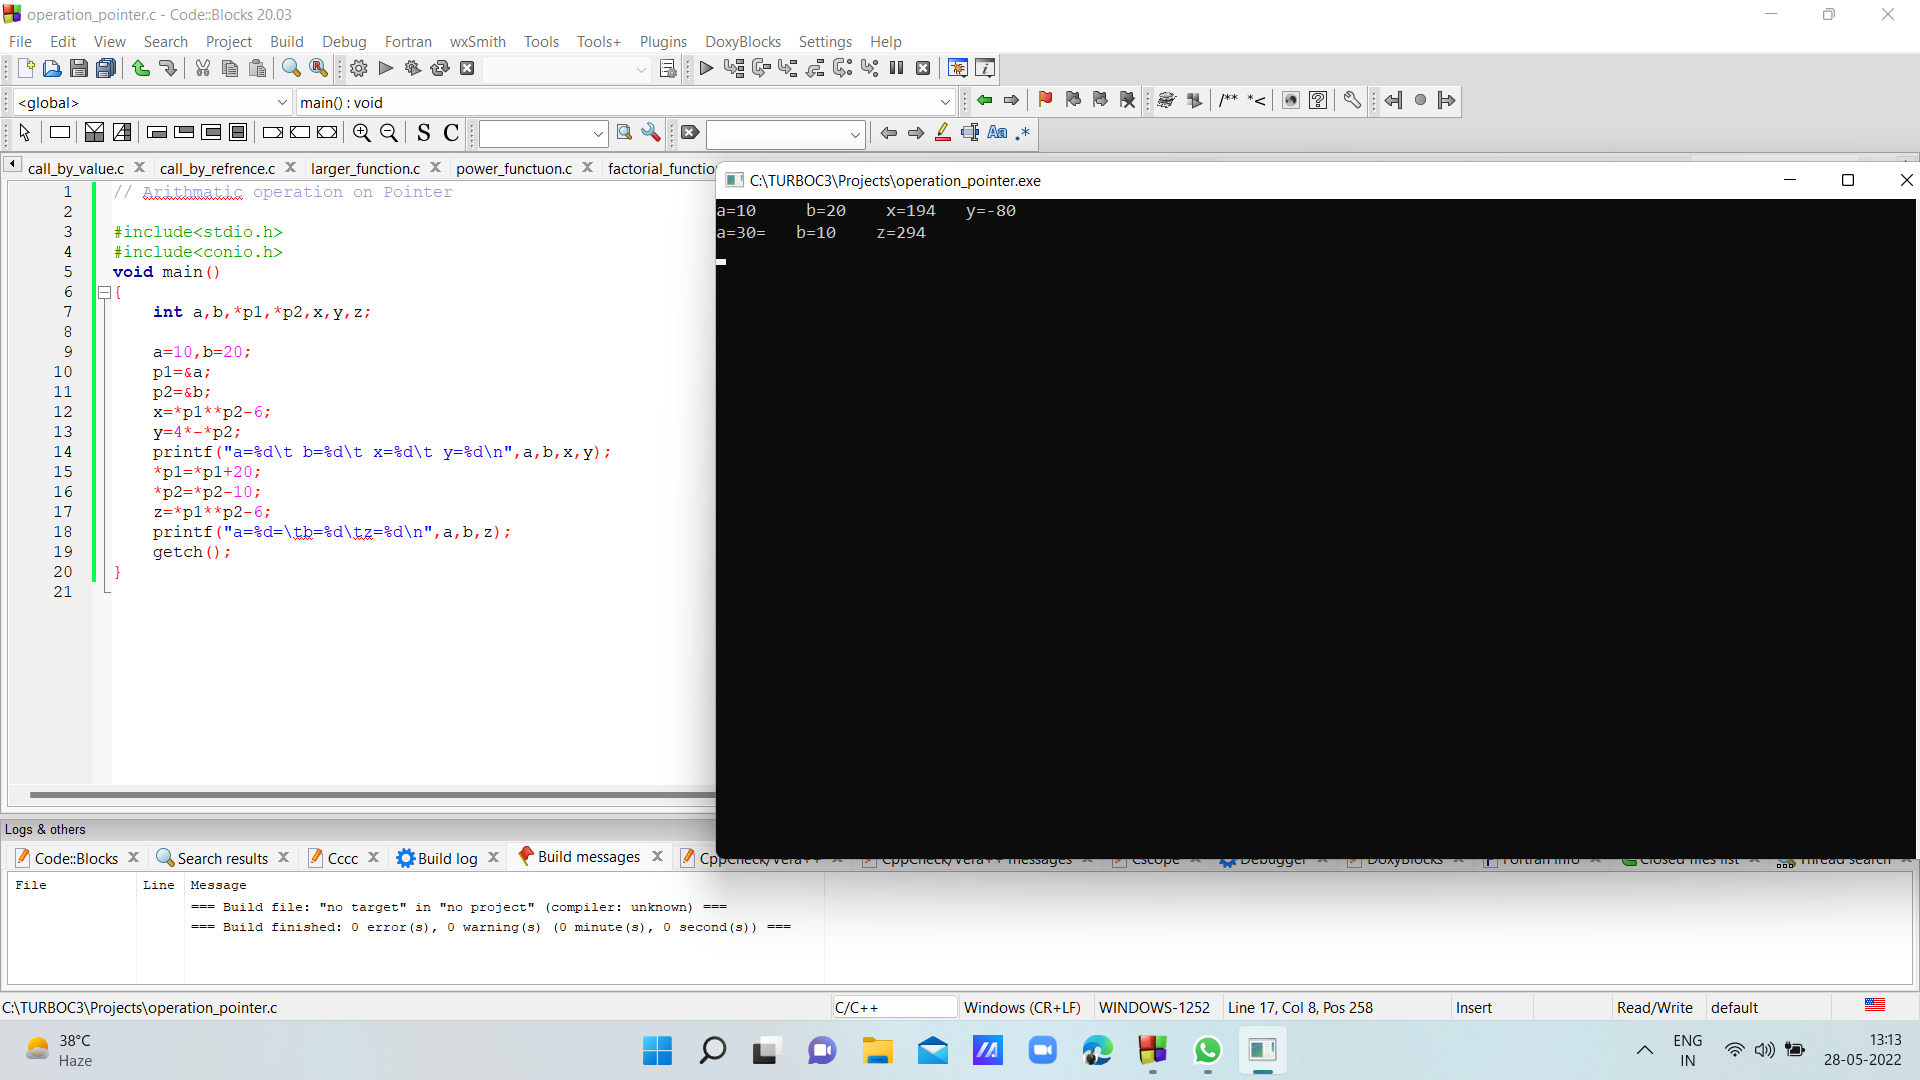 operation_pointer.c - Code::Blocks 20.03
File Edit View Search Project Build Debug Fortran wxSmith Tools Tools+ Plugins DoxyBlocks Settings Help
<global> main() : void
/** *<
S C Aa .*
call_by_value.c call_by_refrence.c larger_function.c power_functuon.c factorial_functio
C:\TURBOC3\Projects\operation_pointer.exe
a=10 b=20 x=194 y=-80
a=30= b=10 z=294
1 // Arithmatic operation on Pointer
2
3 #include<stdio.h>
4 #include<conio.h>
5 void main()
6 {
7 int a,b,*p1,*p2,x,y,z;
8
9 a=10,b=20;
10 p1=&a;
11 p2=&b;
12 x=*p1**p2-6;
13 y=4*-*p2;
14 printf("a=%d\t b=%d\t x=%d\t y=%d\n",a,b,x,y);
15 *p1=*p1+20;
16 *p2=*p2-10;
17 z=*p1**p2-6;
18 printf("a=%d=\tb=%d\tz=%d\n",a,b,z);
19 getch();
20 }
21
Logs & others
Code::Blocks Search results Cccc Build log Build messages CppCheck/Vera++ CppCheck/Vera++ messages Cscope Debugger DoxyBlocks Fortran info Closed files list Thread search
File Line Message
=== Build file: "no target" in "no project" (compiler: unknown) ===
=== Build finished: 0 error(s), 0 warning(s) (0 minute(s), 0 second(s)) ===
C:\TURBOC3\Projects\operation_pointer.c C/C++ Windows (CR+LF) WINDOWS-1252 Line 17, Col 8, Pos 258 Insert Read/Write default
38°C
Haze
ENG
IN
13:13
28-05-2022